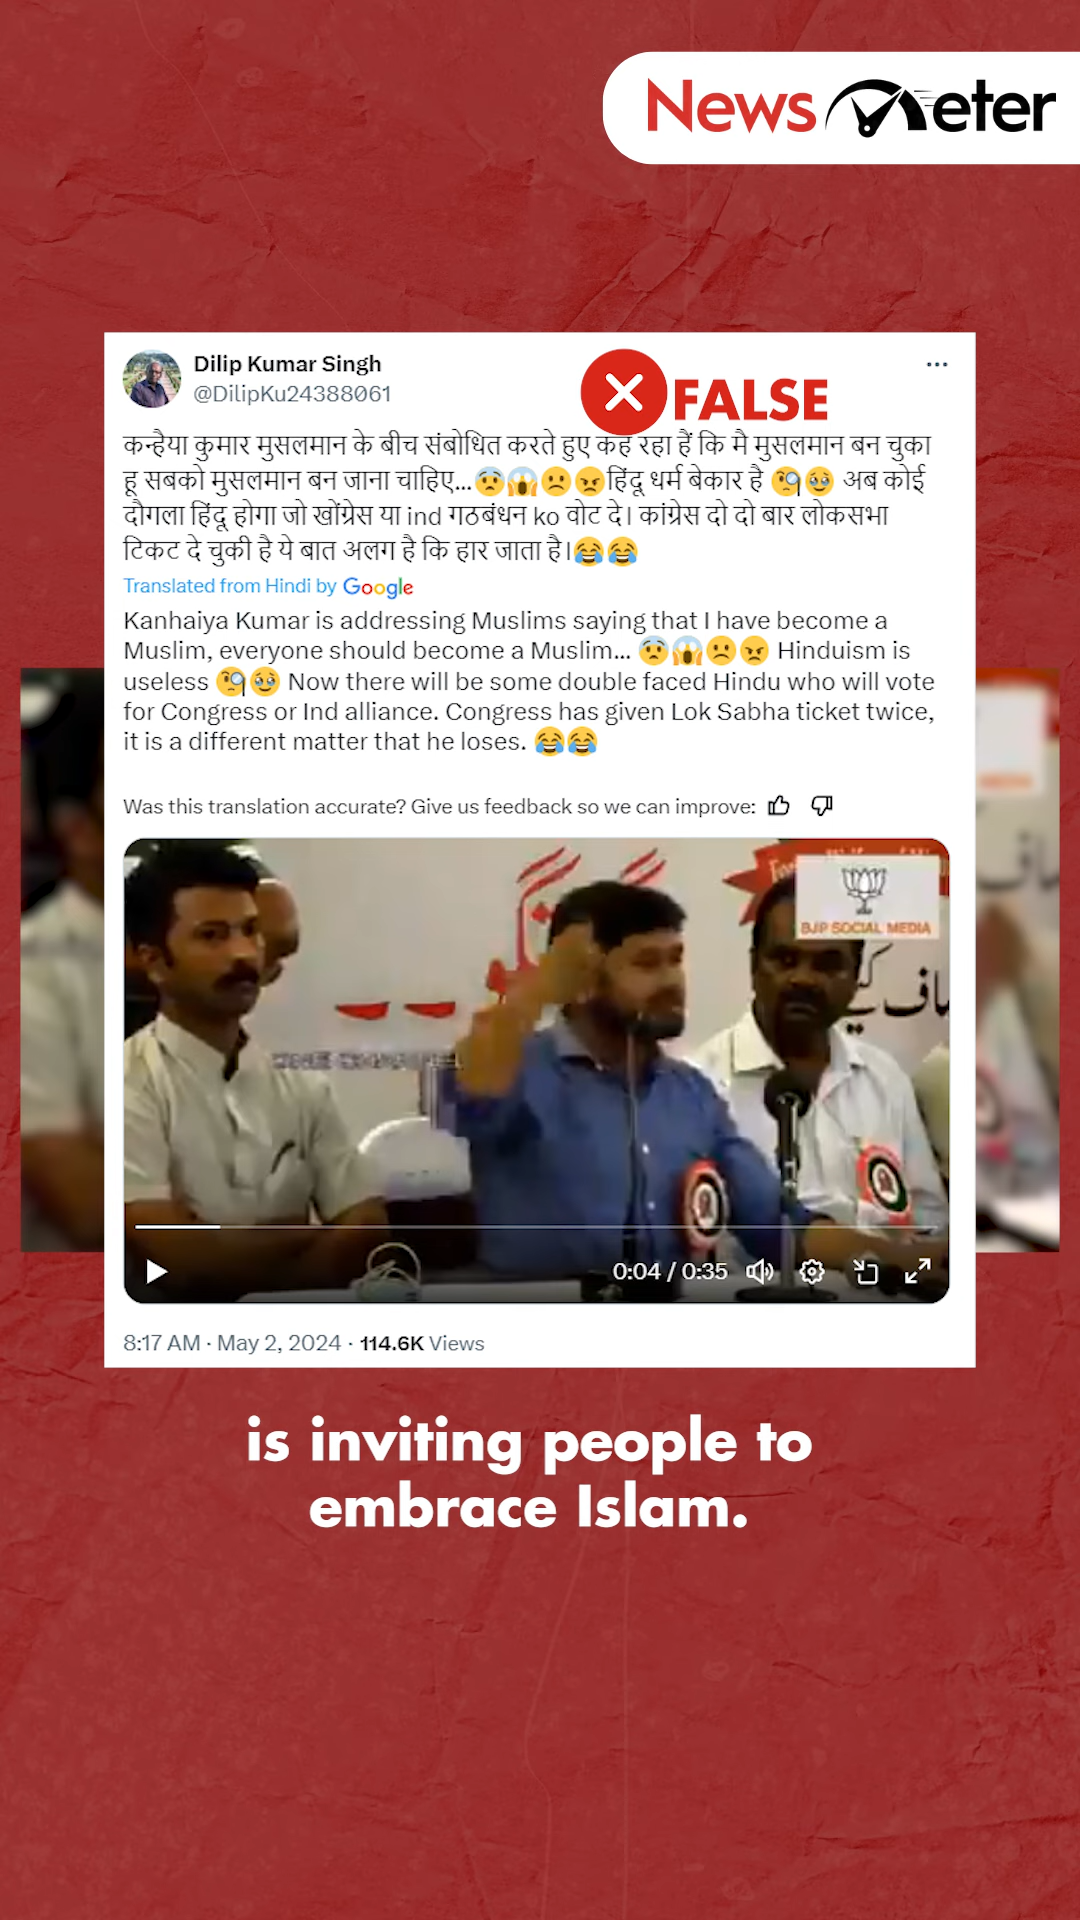 NewsMeter
Dilip Kumar Singh
@DilipKu24388061
FALSE
कन्हैया कुमार मुसलमान के बीच संबोधित करते हुए कह रहा हैं कि मै मुसलमान बन चुका
हू सबको मुसलमान बन जाना चाहिए...😨😱☹️😠हिंदू धर्म बेकार है 🧐🥹 अब कोई
दौगला हिंदू होगा जो खोंग्रेस या ind गठबंधन ko वोट दे। कांग्रेस दो दो बार लोकसभा
टिकट दे चुकी है ये बात अलग है कि हार जाता है।😂😂
Translated from Hindi by Google
Kanhaiya Kumar is addressing Muslims saying that I have become a
Muslim, everyone should become a Muslim... 😨😱☹️😠 Hinduism is
useless 🧐🥹 Now there will be some double faced Hindu who will vote
for Congress or Ind alliance. Congress has given Lok Sabha ticket twice,
it is a different matter that he loses. 😂😂
Was this translation accurate? Give us feedback so we can improve:
BJP SOCIAL MEDIA
0:04 / 0:35
8:17 AM · May 2, 2024 · 114.6K Views
is inviting people to
embrace Islam.